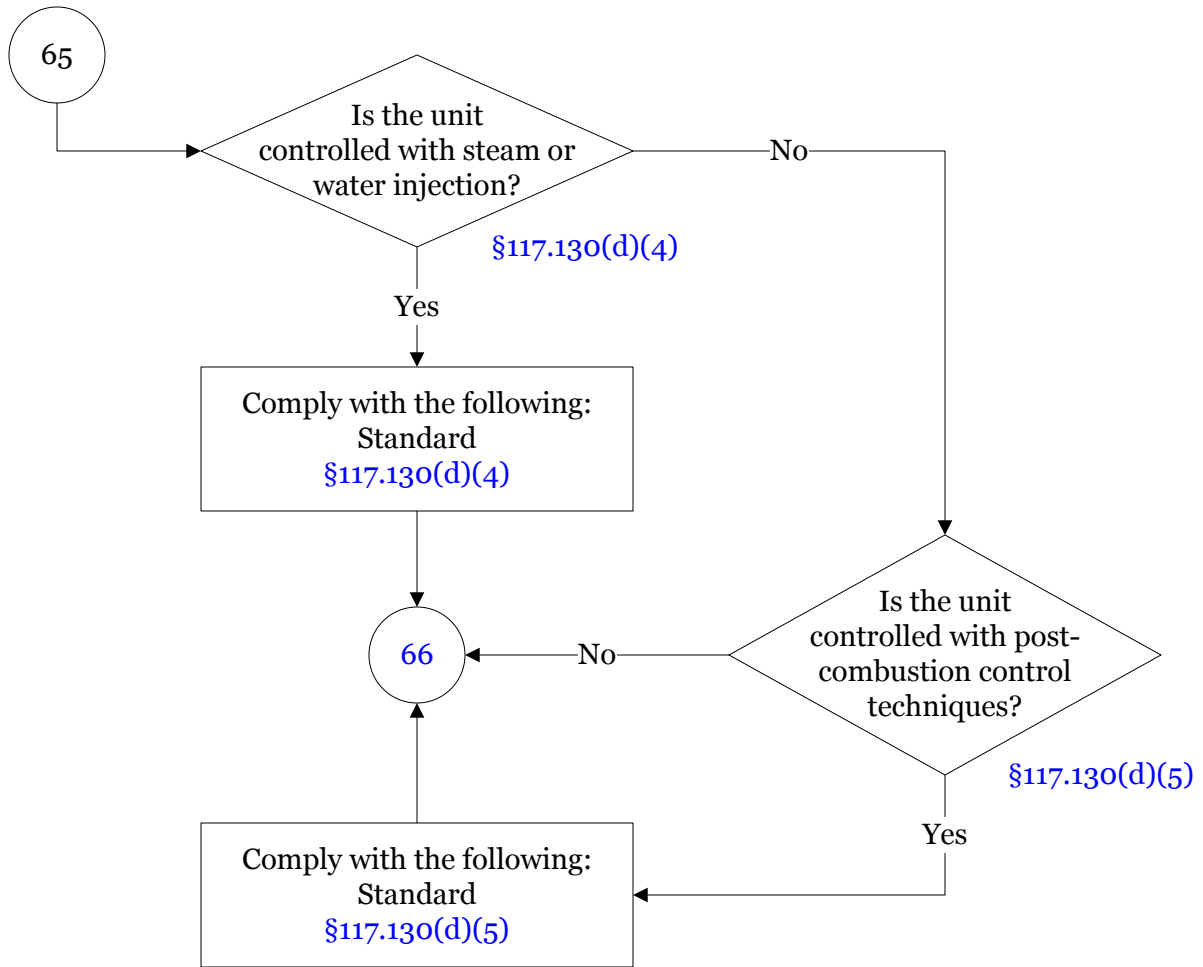 65
Is the unit
controlled with steam or
water injection?
No
§117.130(d)(4)
Yes
Comply with the following:
Standard
§117.130(d)(4)
66
No
Is the unit
controlled with post-
combustion control
techniques?
§117.130(d)(5)
Yes
Comply with the following:
Standard
§117.130(d)(5)